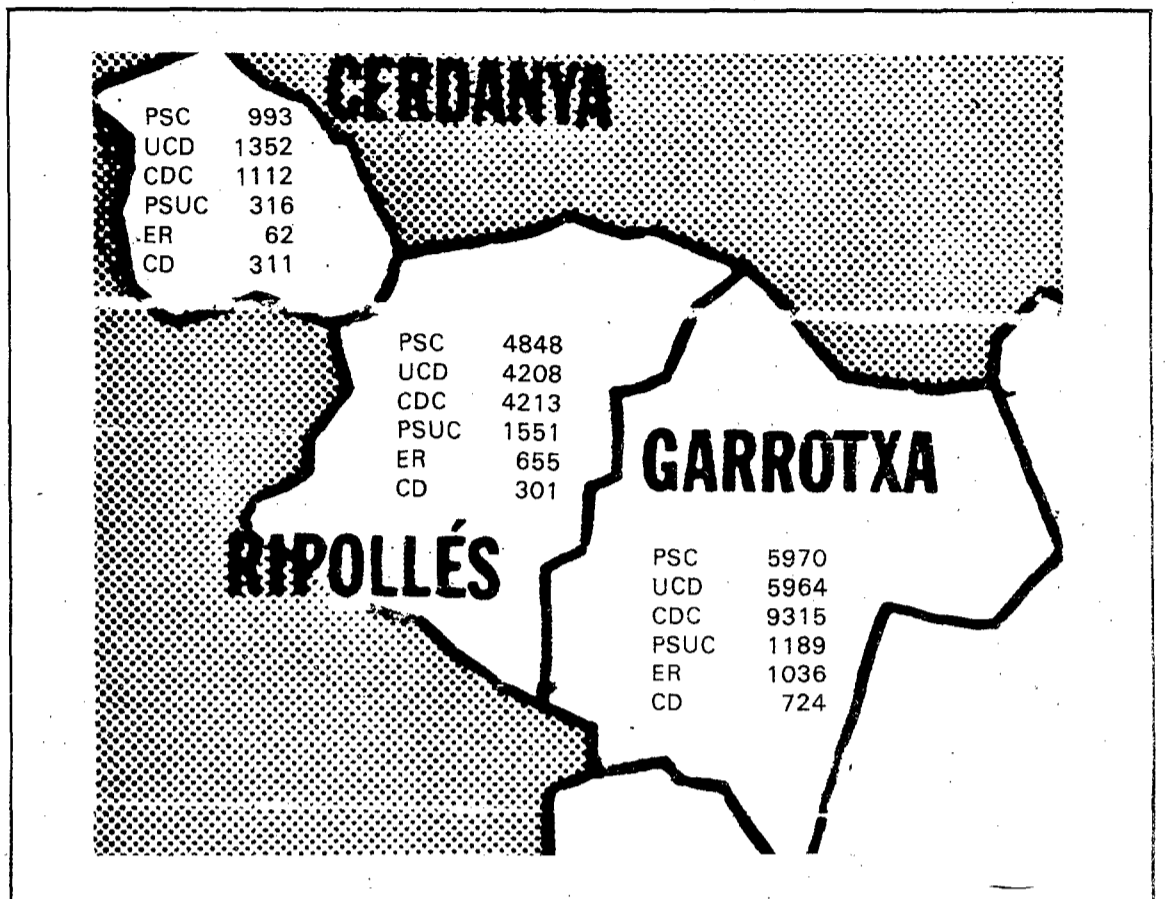 CERDANYA
PSC 993
UCD 1352
CDC 1112
PSUC 316
ER 62
CD 311
PSC 4848
UCD 4208
CDC 4213
PSUC 1551
ER 655
CD 301
RIPOLLÉS
GARROTXA
PSC 5970
UCD 5964
CDC 9315
PSUC 1189
ER 1036
CD 724